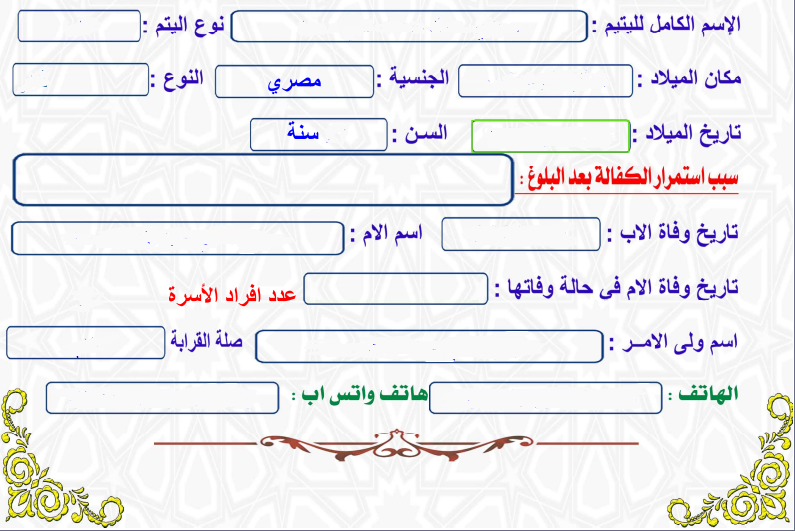 الإسم الكامل لليتيم : نوع اليتم :
مكان الميلاد : الجنسية : مصري النوع :
تاريخ الميلاد : السن : سنة
سبب استمرار الكفالة بعد البلوغ :
تاريخ وفاة الاب : اسم الام :
تاريخ وفاة الام فى حالة وفاتها : عدد افراد الأسرة
اسم ولى الامــر : صلة القرابة
الهاتف : هاتف واتس اب :